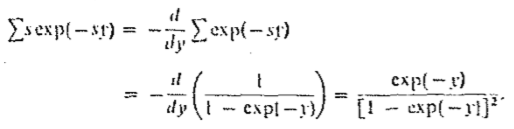 ∑s exp(−sy) = − d/dy ∑ exp(−sy)
= − d/dy ( 1 / (1 − exp(−y)) ) = exp(−y) / [1 − exp(−y)]².